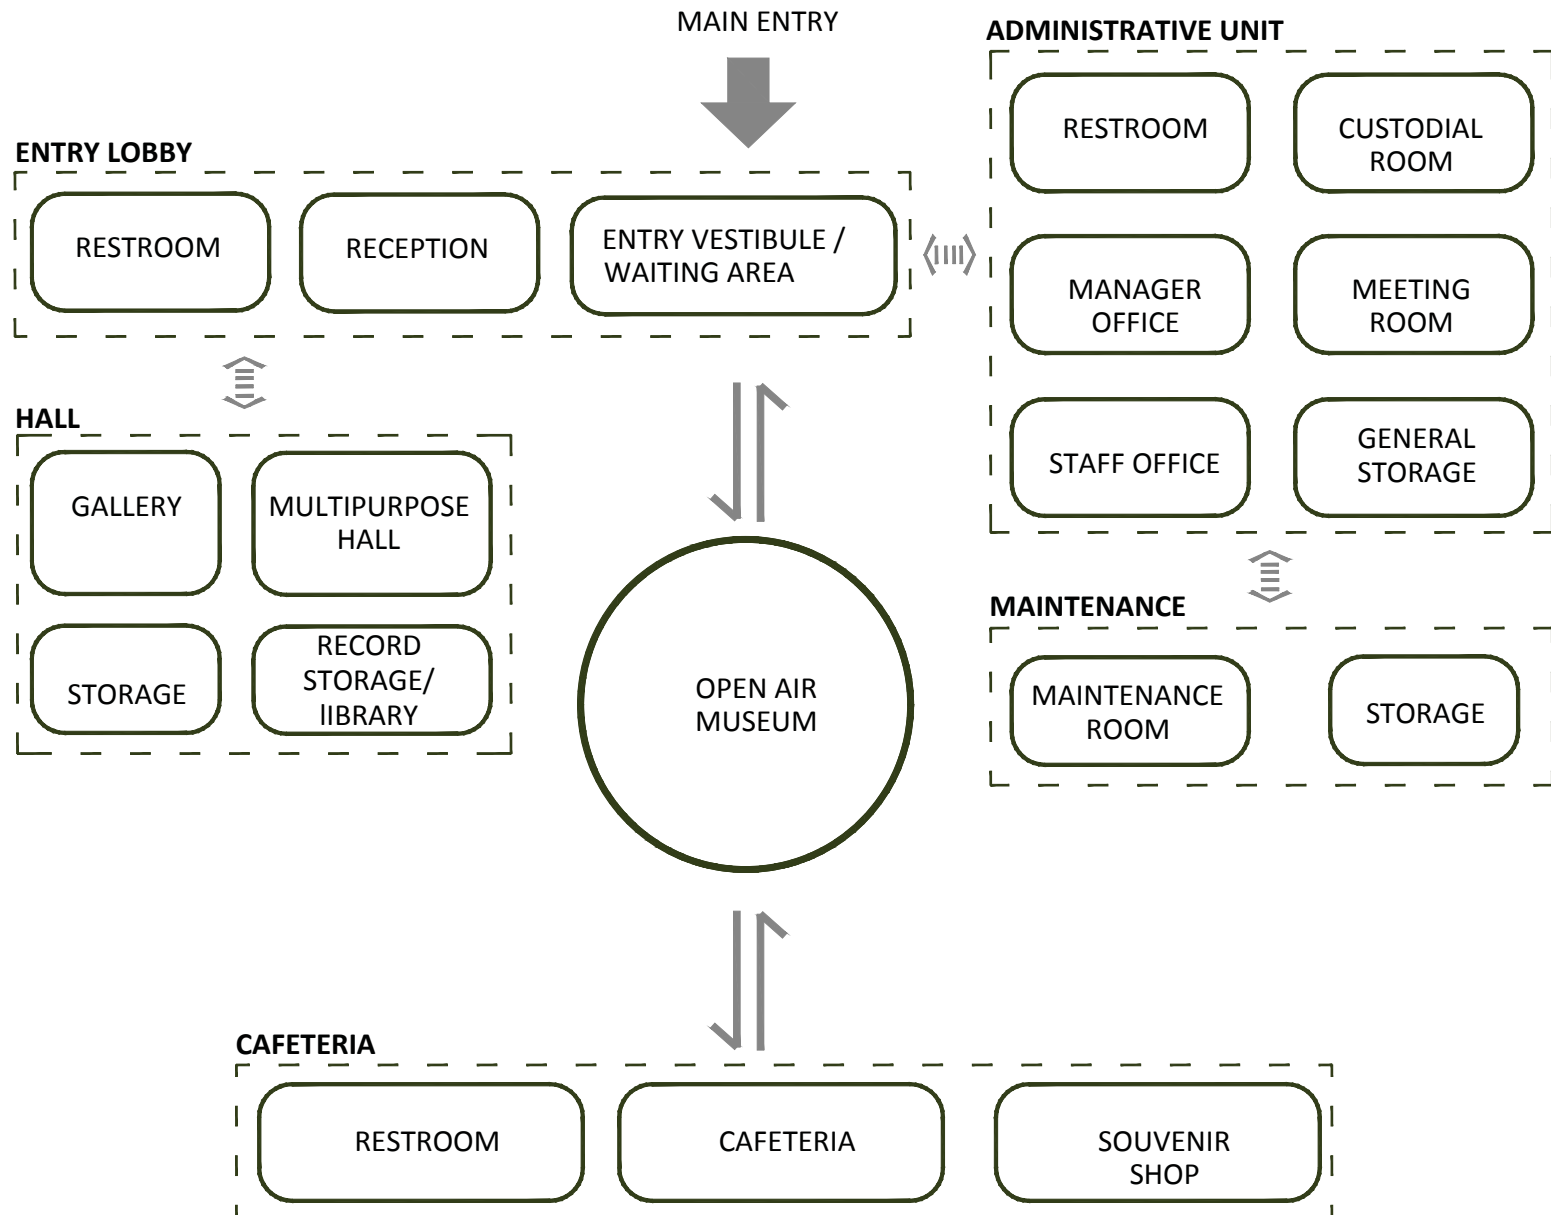 MAIN ENTRY
ADMINISTRATIVE UNIT
RESTROOM
CUSTODIAL
ROOM
MANAGER
OFFICE
MEETING
ROOM
STAFF OFFICE
GENERAL
STORAGE
ENTRY LOBBY
RESTROOM
RECEPTION
ENTRY VESTIBULE /
WAITING AREA
HALL
GALLERY
MULTIPURPOSE
HALL
STORAGE
RECORD
STORAGE/
lIBRARY
OPEN AIR
MUSEUM
MAINTENANCE
MAINTENANCE
ROOM
STORAGE
CAFETERIA
RESTROOM
CAFETERIA
SOUVENIR
SHOP